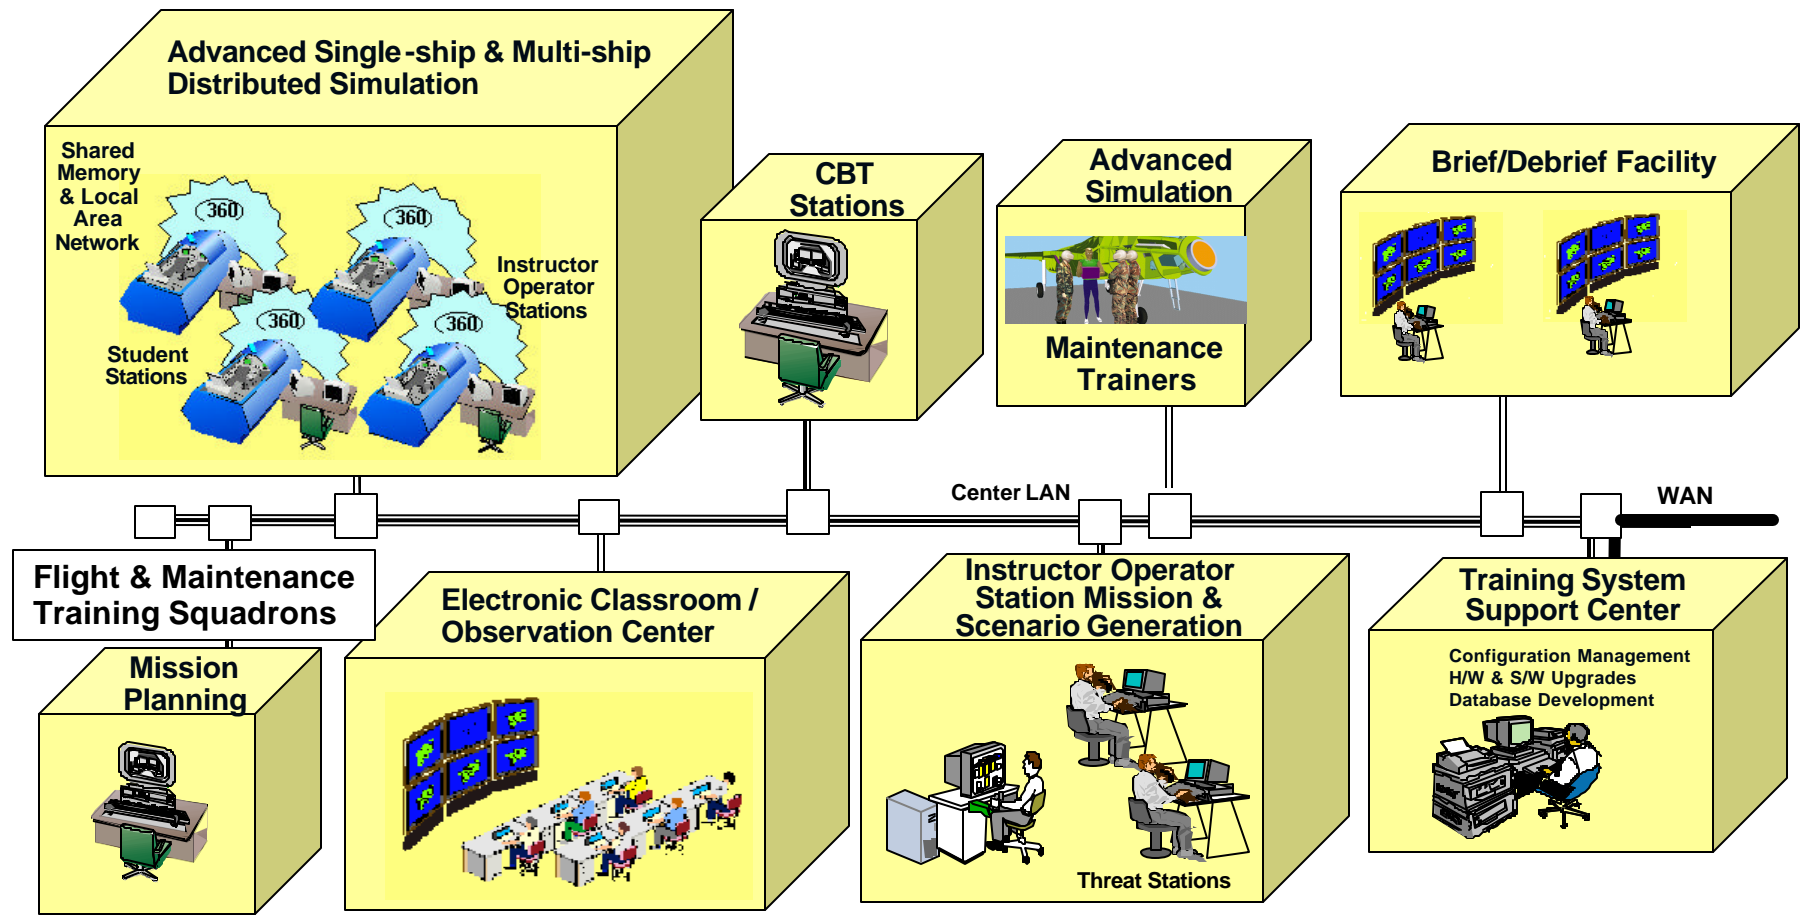 Advanced Single-ship & Multi-ship
Distributed Simulation
Shared
Memory
& Local
Area
Network
360
360
360
360
Instructor
Operator
Stations
Student
Stations
CBT
Stations
Advanced
Simulation
Maintenance
Trainers
Brief/Debrief Facility
Center LAN
WAN
Flight & Maintenance
Training Squadrons
Mission
Planning
Electronic Classroom /
Observation Center
Instructor Operator
Station Mission &
Scenario Generation
Threat Stations
Training System
Support Center
Configuration Management
H/W & S/W Upgrades
Database Development